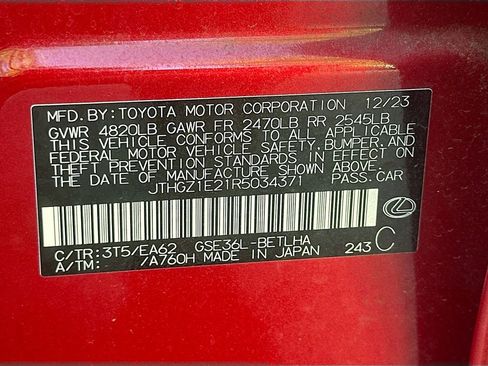 MFD. BY: TOYOTA MOTOR CORPORATION 12/23
GVWR 4820LB GAWR FR 2470LB RR 2545LB
THIS VEHICLE CONFORMS TO ALL APPLICABLE
FEDERAL MOTOR VEHICLE SAFETY, BUMPER, AND
THEFT PREVENTION STANDARDS IN EFFECT ON
THE DATE OF MANUFACTURE SHOWN ABOVE.
JTHGZ1E21R5034371 PASS.CAR
C/TR: 3T5/EA62 GSE36L-BETLHA
A/TM: -/A760H MADE IN JAPAN 243 C